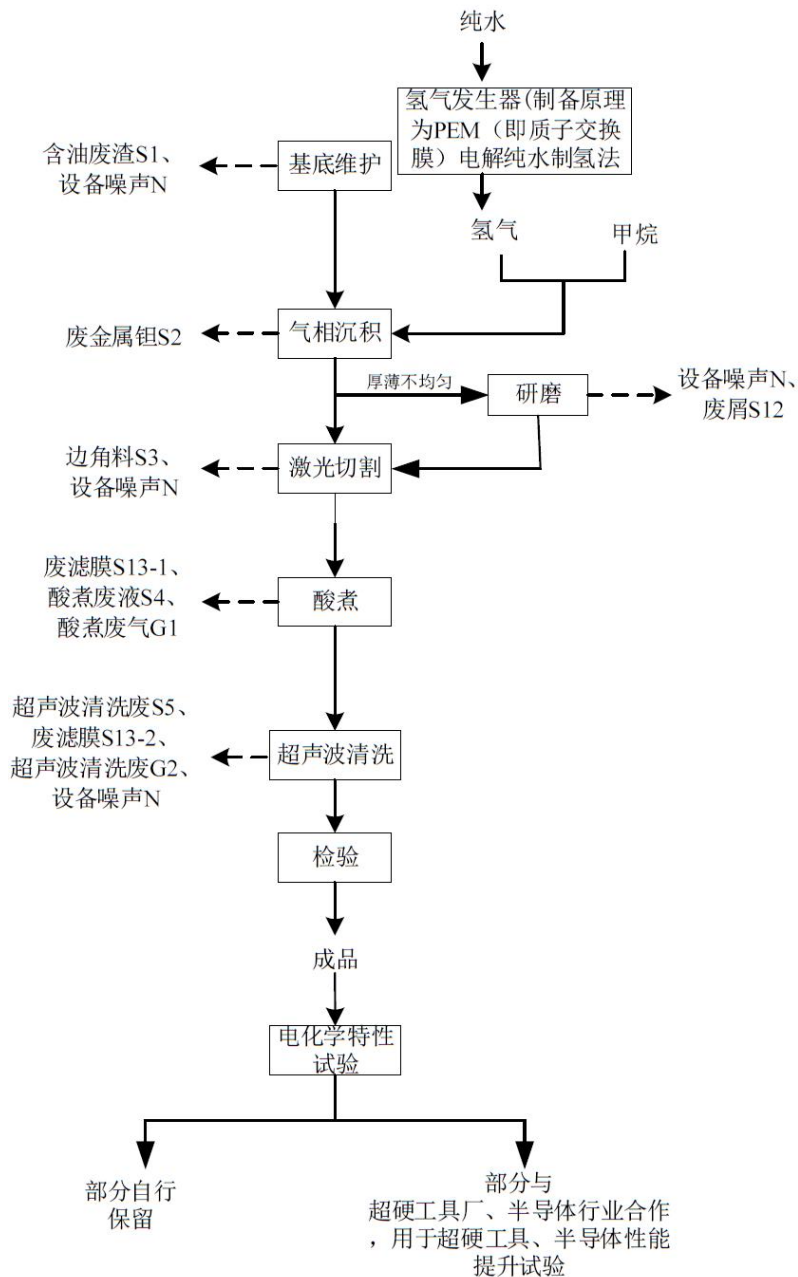 纯水
氢气发生器(制备原理
为PEM（即质子交换
膜）电解纯水制氢法
含油废渣S1、
设备噪声N
基底维护
氢气
甲烷
废金属钽S2
气相沉积
厚薄不均匀
研磨
设备噪声N、
废屑S12
边角料S3、
设备噪声N
激光切割
废滤膜S13-1、
酸煮废液S4、
酸煮废气G1
酸煮
超声波清洗废S5、
废滤膜S13-2、
超声波清洗废G2、
设备噪声N
超声波清洗
检验
成品
电化学特性
试验
部分自行
保留
部分与
超硬工具厂、半导体行业合作
，用于超硬工具、半导体性能
提升试验